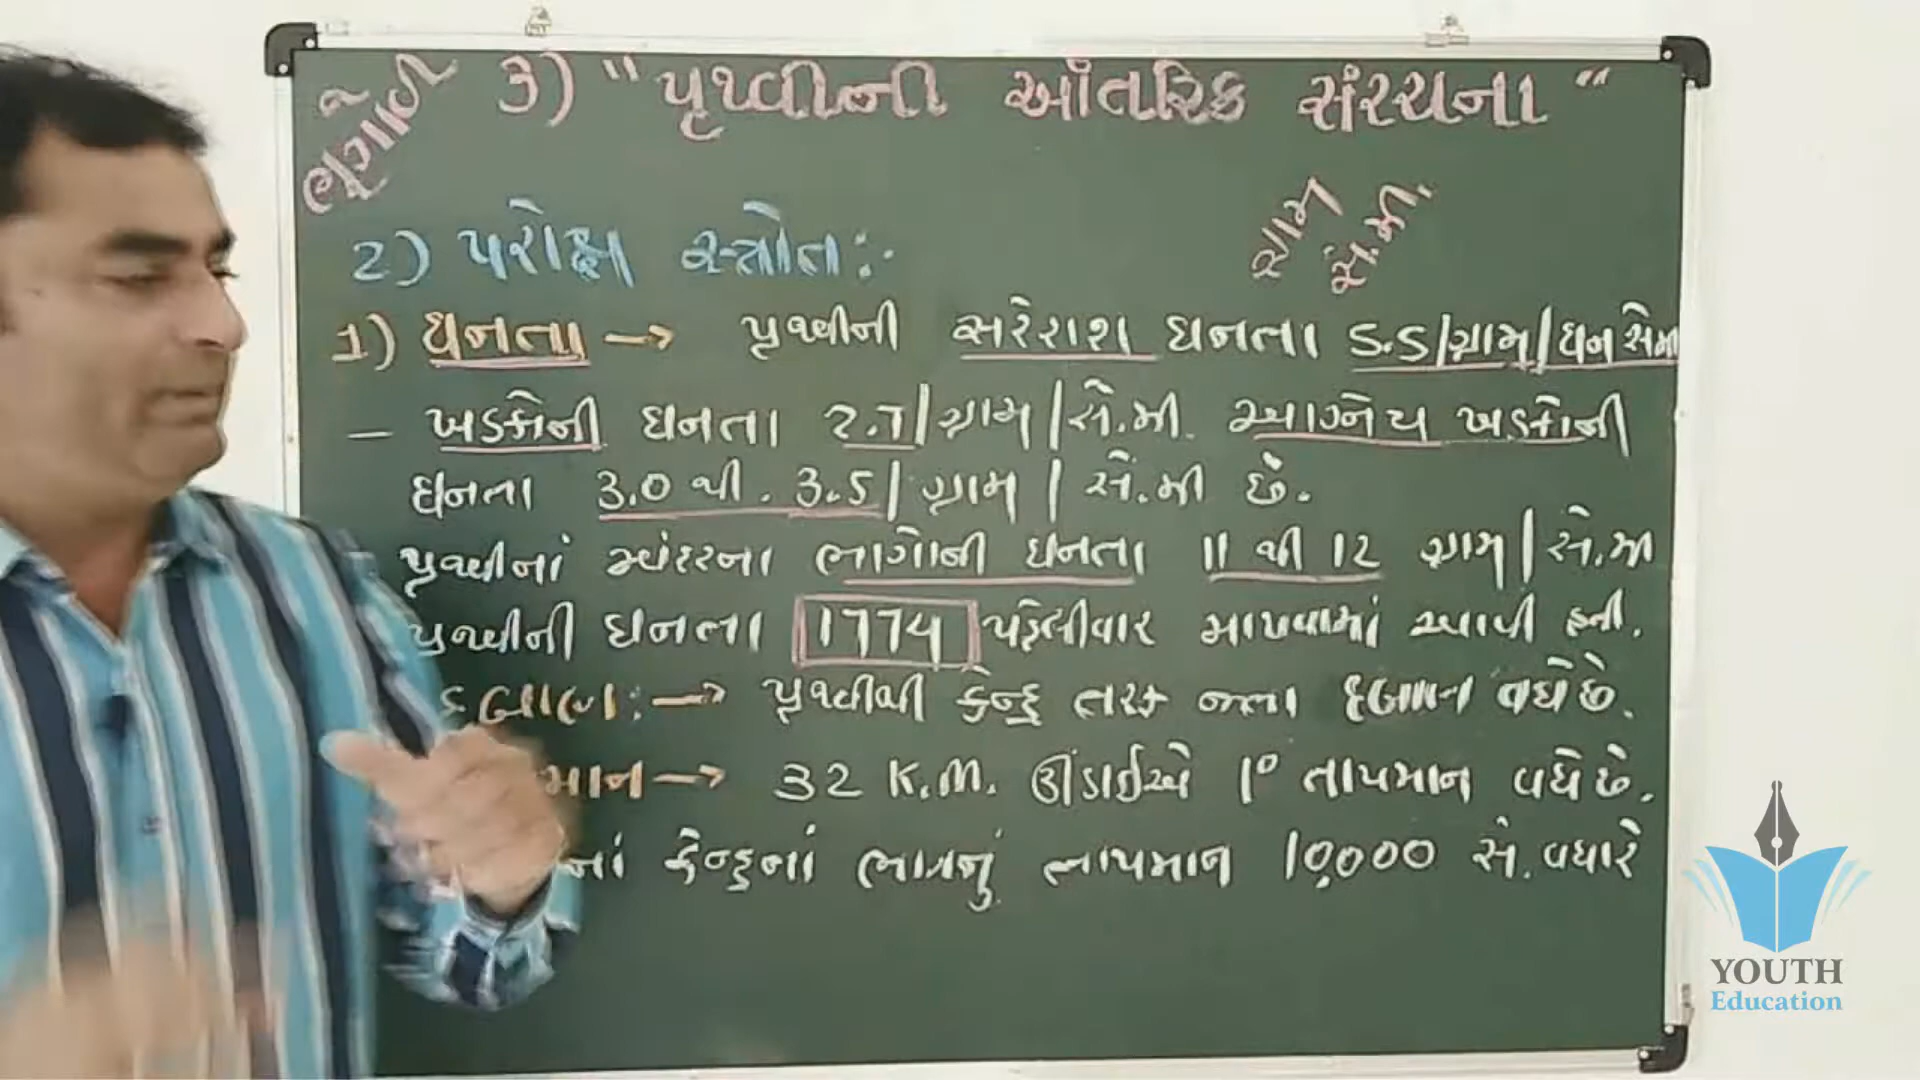 ભૂગોળ
3) "પૃથ્વીની આંતરિક સંરચના"
2) પરોક્ષ સ્ત્રોત:-
ગ્રામ
સે.મી.
1) ઘનતા → પૃથ્વીની સરેરાશ ઘનતા 5.5/ગ્રામ/ઘન સેમી
- ખડકોની ઘનતા 2.7/ગ્રામ/સે.મી. આગ્નેય ખડકોની
ઘનતા 3.0 થી. 3.5/ગ્રામ/સે.મી છે.
પૃથ્વીનાં અંદરના ભાગોની ઘનતા 11 થી 12 ગ્રામ/સે.મી
પૃથ્વીની ઘનતા 1774 પહેલીવાર માપવામાં આવી હતી.
દબાણ:→ પૃથ્વીથી કેન્દ્ર તરફ જતા દબાણ વધે છે.
માન→ 32 K.M. ઊંડાઈએ 1° તાપમાન વધે છે.
નાં કેન્દ્રનાં ભાગનું તાપમાન 10,000 સે. વધારે
YOUTH
Education